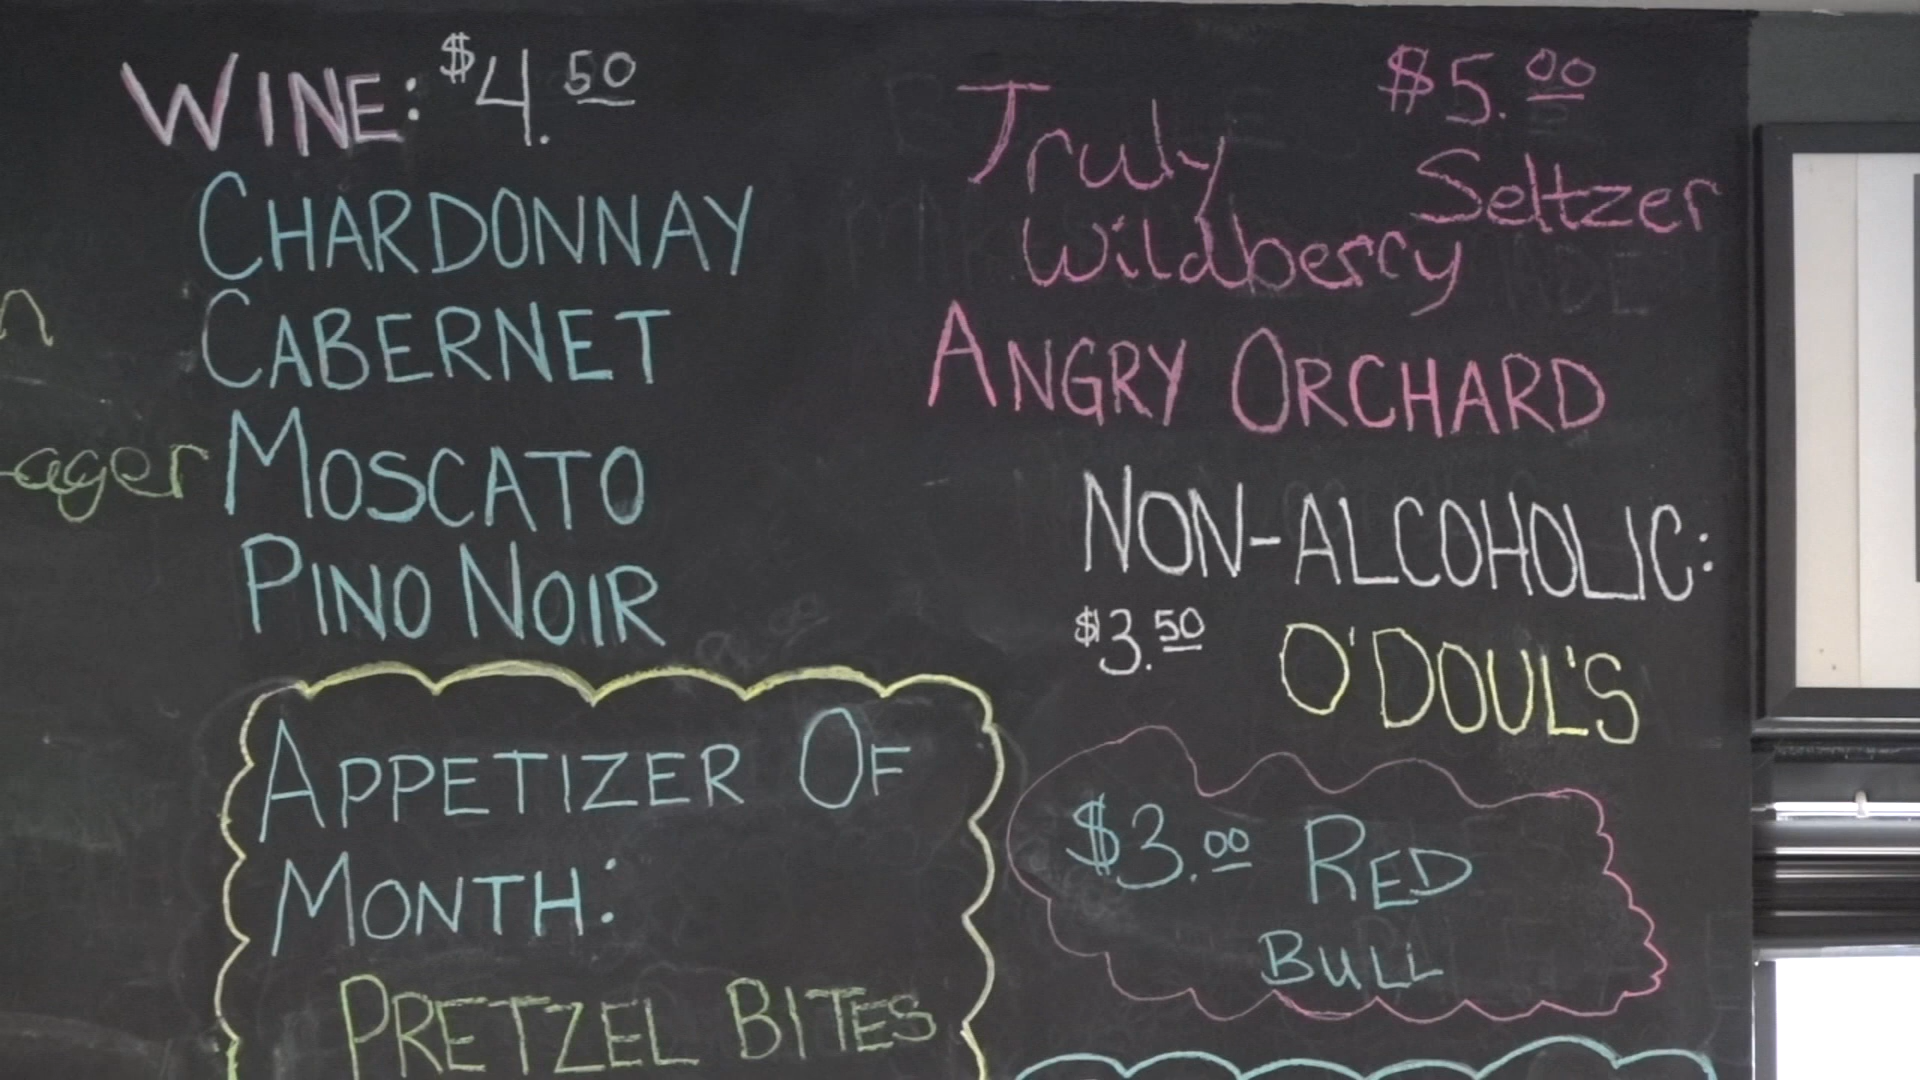 WINE: $4.50
CHARDONNAY
CABERNET
MOSCATO
PINO NOIR
APPETIZER OF
MONTH:
PRETZEL BITES
$5.00
Truly Seltzer
Wildberry
ANGRY ORCHARD
NON-ALCOHOLIC:
$3.50 O'DOUL'S
$3.00 RED
BULL